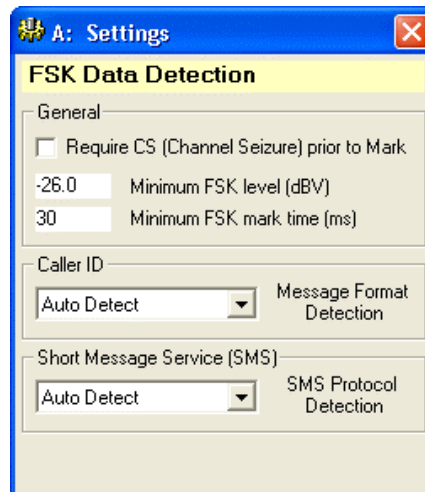 A: Settings
FSK Data Detection
General
Require CS (Channel Seizure) prior to Mark
-26.0 Minimum FSK level (dBV)
30 Minimum FSK mark time (ms)
Caller ID
Auto Detect
Message Format
Detection
Short Message Service (SMS)
Auto Detect
SMS Protocol
Detection